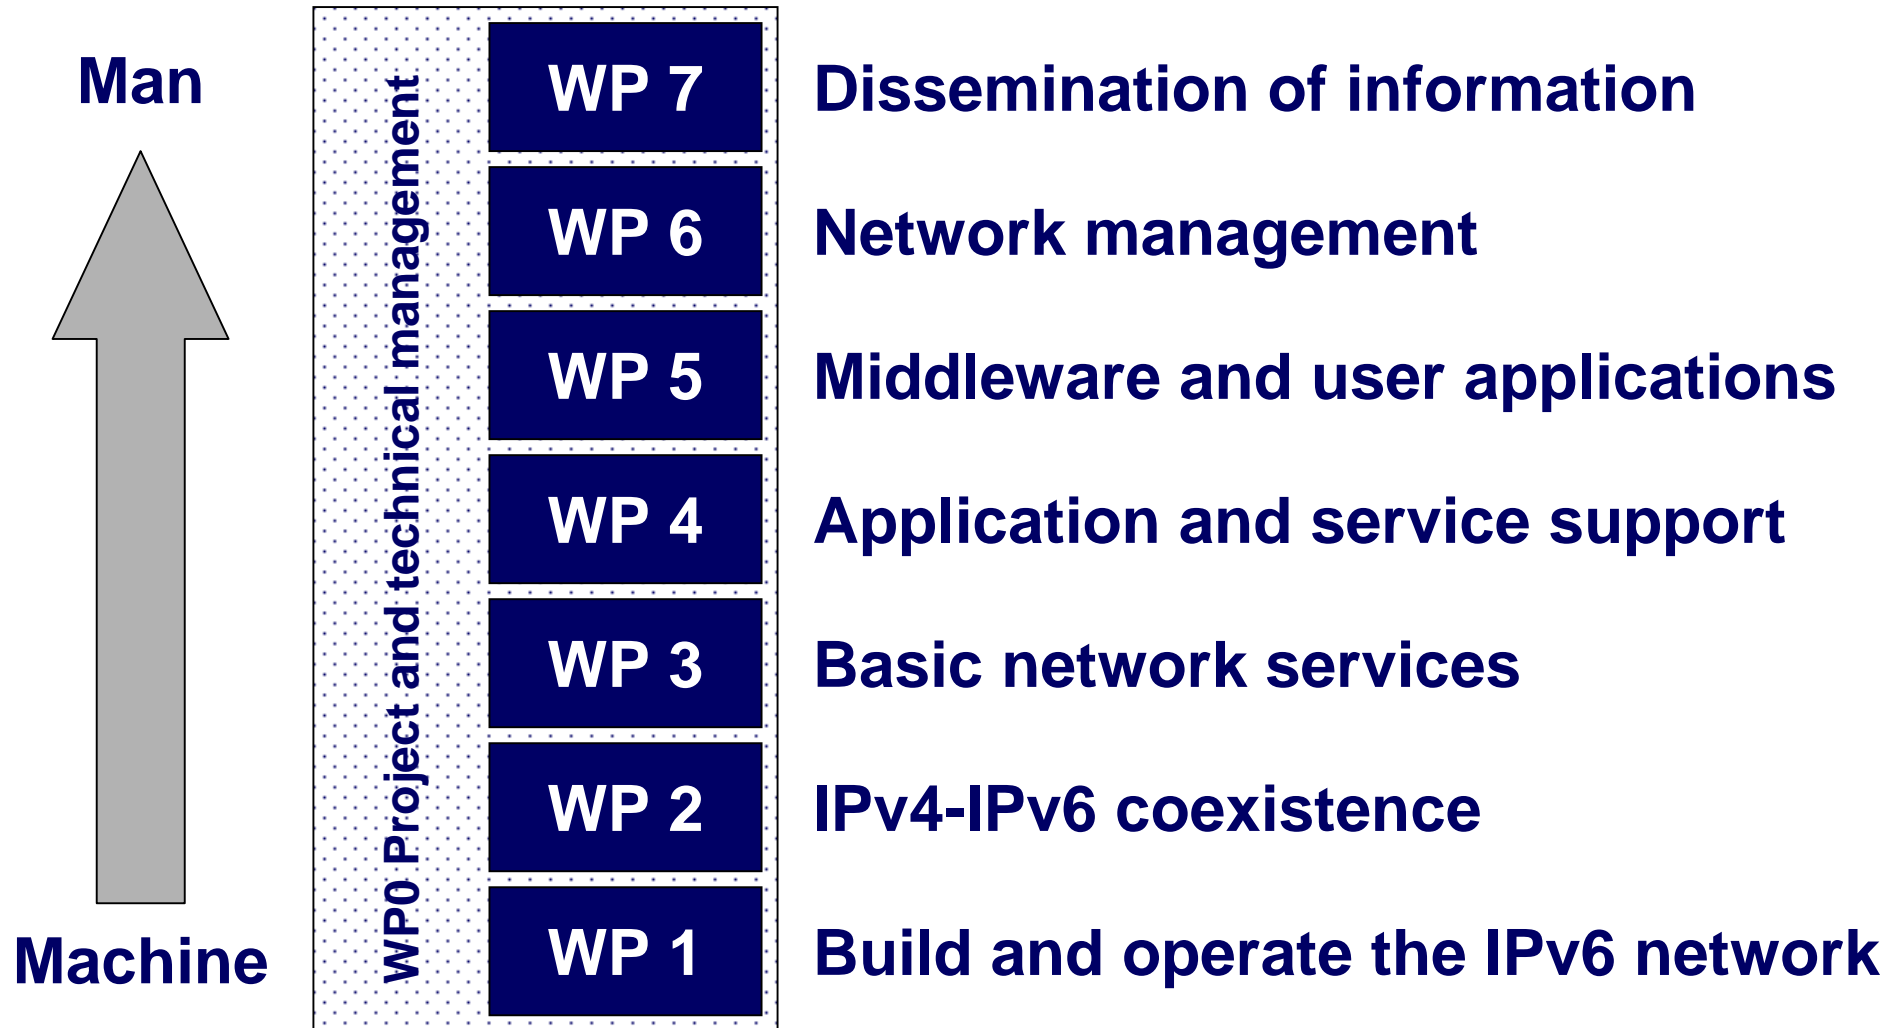 Man
Machine
WP0 Project and technical management
WP 7 Dissemination of information
WP 6 Network management
WP 5 Middleware and user applications
WP 4 Application and service support
WP 3 Basic network services
WP 2 IPv4-IPv6 coexistence
WP 1 Build and operate the IPv6 network